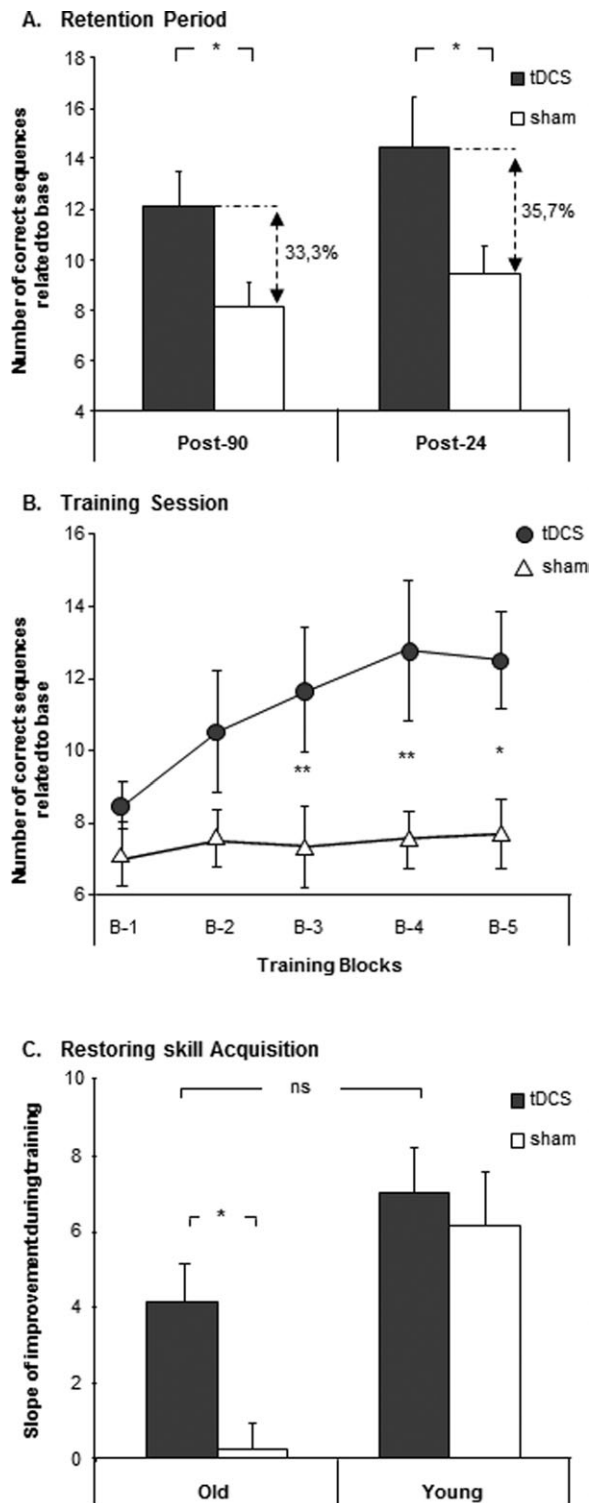 A. Retention Period
Number of correct sequences
related to base
18
16
14
12
10
8
6
4
*
*
tDCS
sham
33,3%
35,7%
Post-90
Post-24
B. Training Session
Number of correct sequences
related to base
16
14
12
10
8
6
tDCS
sham
**
**
*
B-1
B-2
B-3
B-4
B-5
Training Blocks
C. Restoring skill Acquisition
Slope of improvement during training
10
8
6
4
2
0
ns
*
tDCS
sham
Old
Young